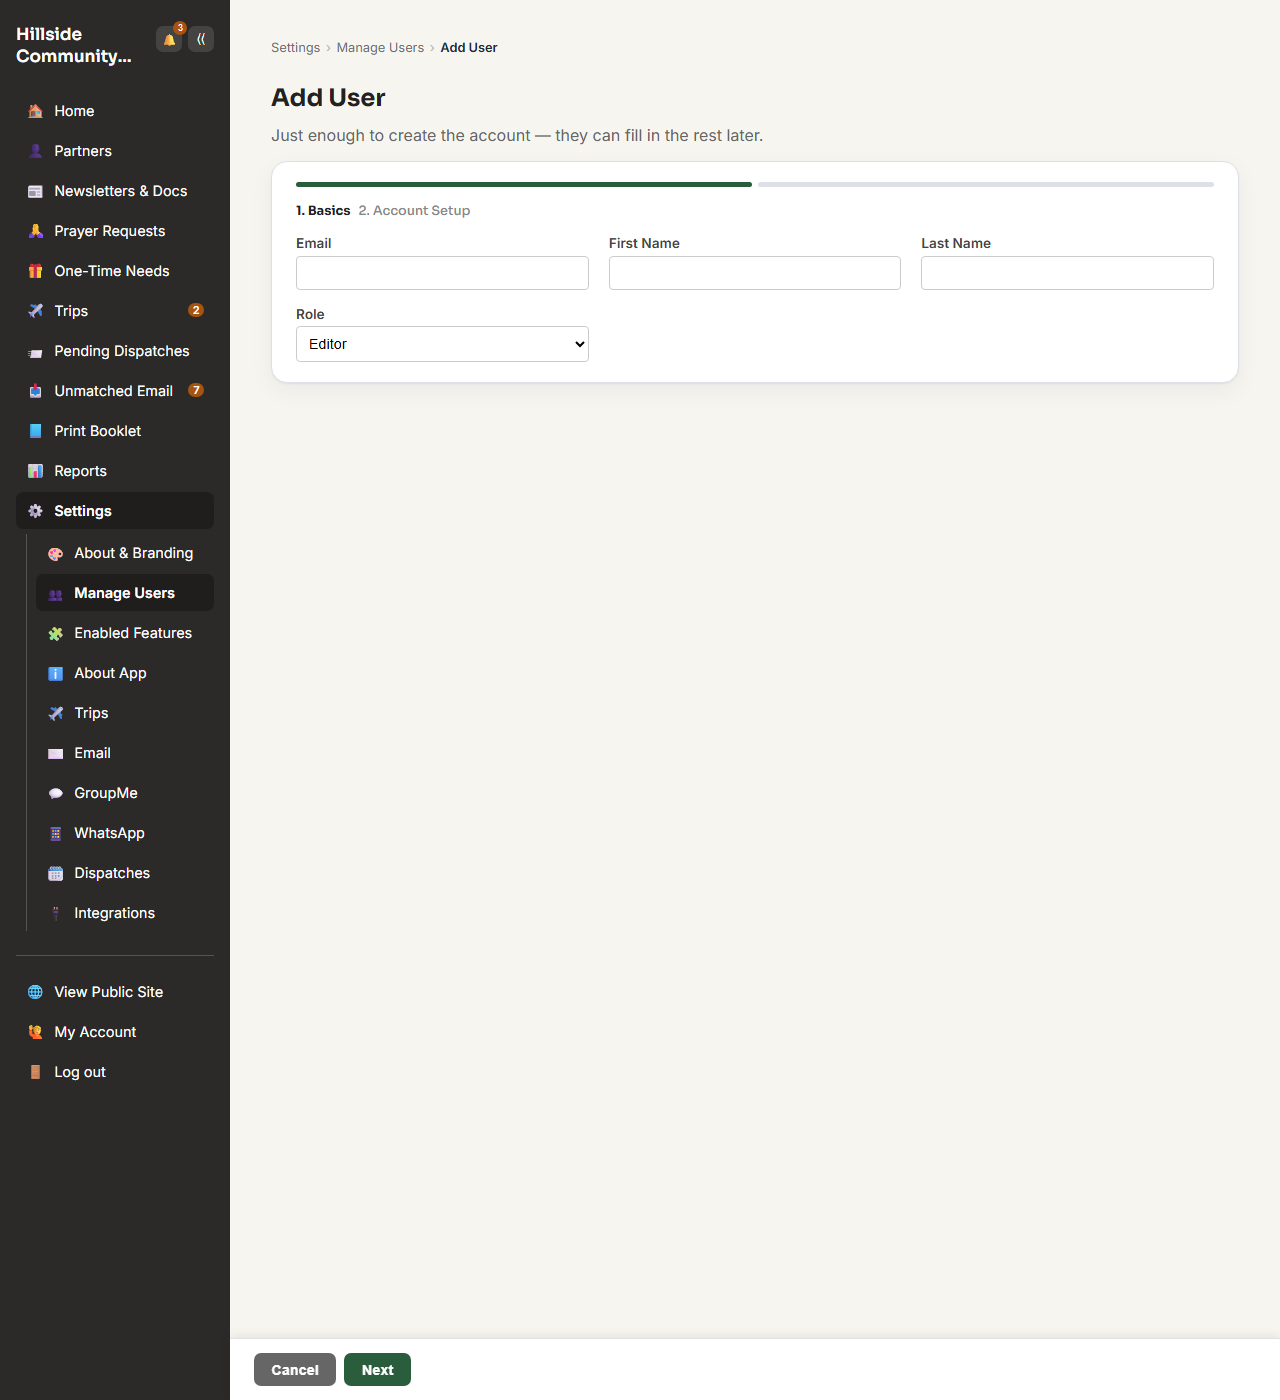 Hillside
Community...
3
Home
Partners
Newsletters & Docs
Prayer Requests
One-Time Needs
Trips 2
Pending Dispatches
Unmatched Email 7
Print Booklet
Reports
Settings
About & Branding
Manage Users
Enabled Features
About App
Trips
Email
GroupMe
WhatsApp
Dispatches
Integrations
View Public Site
My Account
Log out
Settings › Manage Users › Add User
Add User
Just enough to create the account — they can fill in the rest later.
1. Basics 2. Account Setup
Email First Name Last Name
Role
Editor
Cancel Next